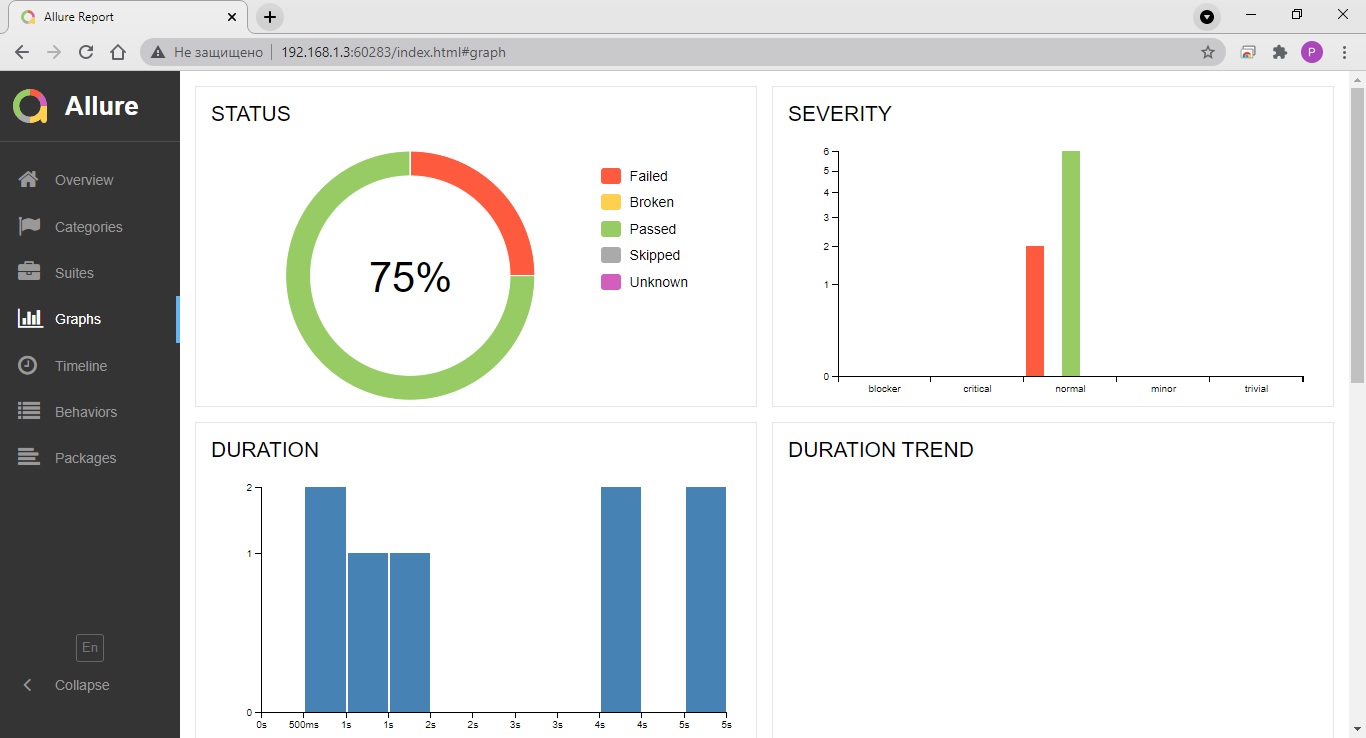 Allure Report
Не защищено
192.168.1.3:60283/index.html#graph
P
Allure
Overview
Categories
Suites
Graphs
Timeline
Behaviors
Packages
En
Collapse
STATUS
75%
Failed
Broken
Passed
Skipped
Unknown
SEVERITY
6
5
4
3
2
1
0
blocker critical normal minor trivial
DURATION
2
1
0
0s 500ms 1s 1s 2s 2s 3s 3s 4s 4s 5s 5s
DURATION TREND